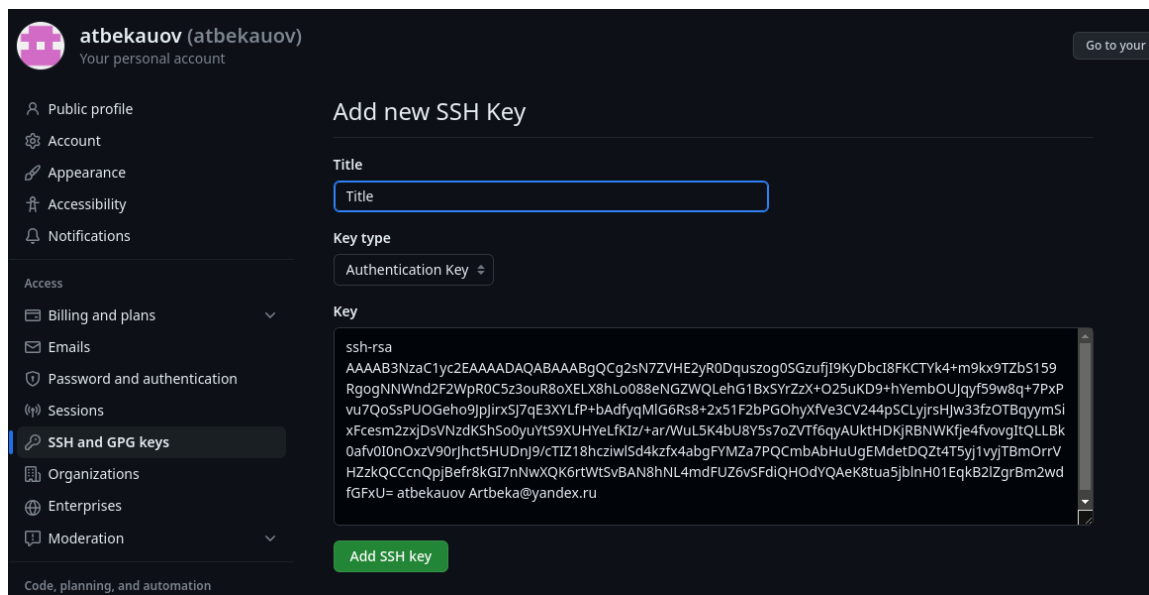 atbekauov (atbekauov)
Your personal account
Go to your
Public profile
Account
Appearance
Accessibility
Notifications
Access
Billing and plans
Emails
Password and authentication
Sessions
SSH and GPG keys
Organizations
Enterprises
Moderation
Code, planning, and automation
Add new SSH Key
Title
Title
Key type
Authentication Key
Key
ssh-rsa
AAAAB3NzaC1yc2EAAAADAQABAAABgQCg2sN7ZVHE2yR0Dquszog0SGzufjI9KyDbcI8FKCTYk4+m9kx9TZbS159
RgogNNWnd2F2WpR0C5z3ouR8oXELX8hLo088eNGZWQLehG1BxSYrZzX+O25uKD9+hYembOUJqyf59w8q+7PxP
vu7QoSsPUOGeho9JpJirxSJ7qE3XYLfP+bAdfyqMlG6Rs8+2x51F2bPGOhyXfVe3CV244pSCLyjrsHJw33fzOTBqyymSi
xFcesm2zxjDsVNzdKShSo0yuYtS9XUHYeLfKIz/+ar/WuL5K4bU8Y5s7oZVTf6qyAUktHDKjRBNWKfje4fvovgItQLLBk
0afv0I0nOxzV90rJhct5HUDnJ9/cTIZ18hcziwlSd4kzfx4abgFYMZa7PQCmbAbHuUgEMdetDQZt4T5yj1vyjTBmOrrV
HZzkQCCcnQpjBefr8kGI7nNwXQK6rtWtSvBAN8hNL4mdFUZ6vSFdiQHOdYQAeK8tua5jblnH01EqkB2lZgrBm2wd
fGFxU= atbekauov Artbeka@yandex.ru
Add SSH key